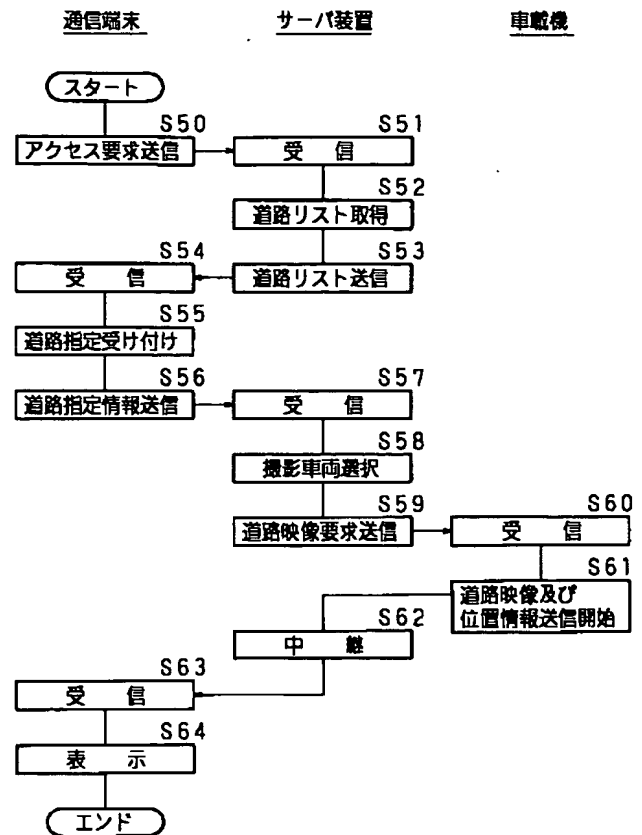 通信端末 サーバ装置 車載機
スタート
S50 S51
アクセス要求送信 受 信
S52
道路リスト取得
S54 S53
受 信 道路リスト送信
S55
道路指定受け付け
S56 S57
道路指定情報送信 受 信
S58
撮影車両選択
S59 S60
道路映像要求送信 受 信
S61
道路映像及び
位置情報送信開始
S62
中 継
S63
受 信
S64
表 示
エンド